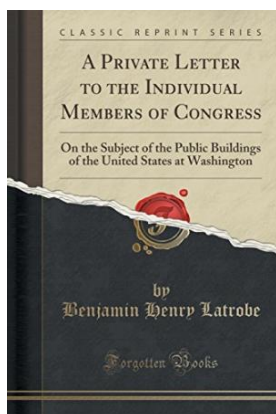 CLASSIC REPRINT SERIES
A Private Letter
to the Individual
Members of Congress
On the Subject of the Public Buildings
of the United States at Washington
by
Benjamin Henry Latrobe
Forgotten Books